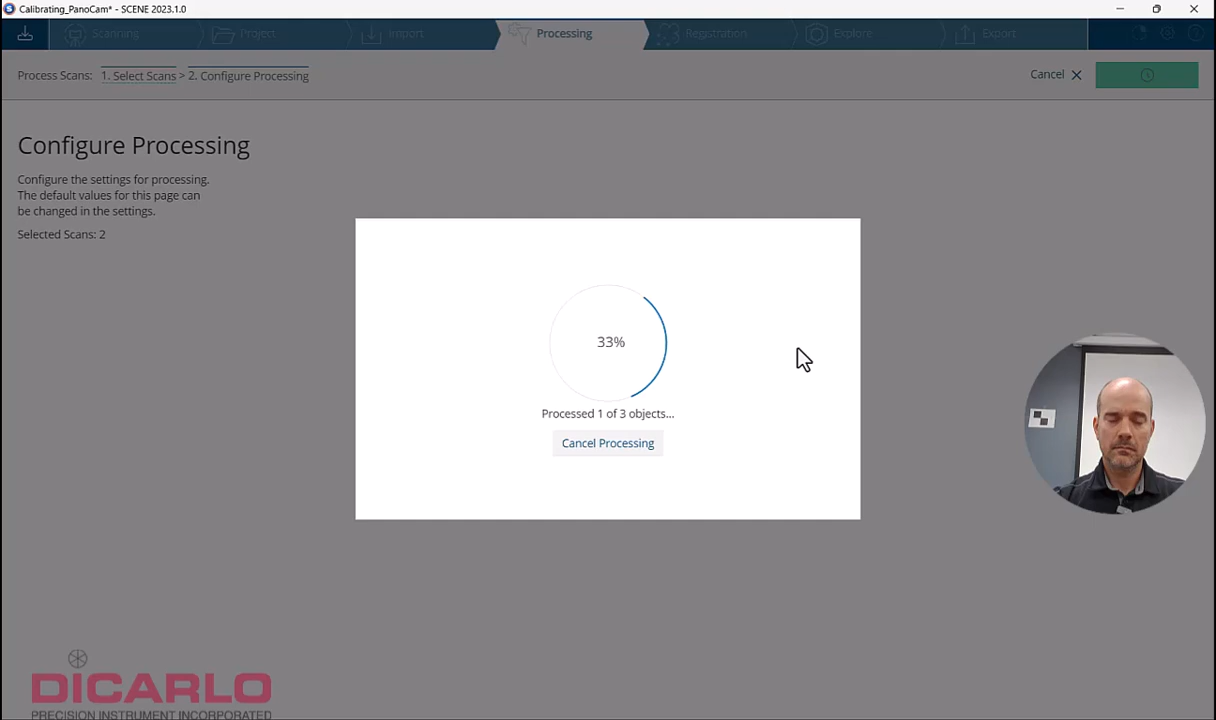 Calibrating_PanoCam* - SCENE 2023.1.0
Scanning
Project
Import
Processing
Registration
Explore
Export
Process Scans: 1. Select Scans > 2. Configure Processing
Cancel
Configure Processing
Configure the settings for processing.
The default values for this page can
be changed in the settings.
Selected Scans: 2
33%
Processed 1 of 3 objects...
Cancel Processing
DICARLO
PRECISION INSTRUMENT INCORPORATED